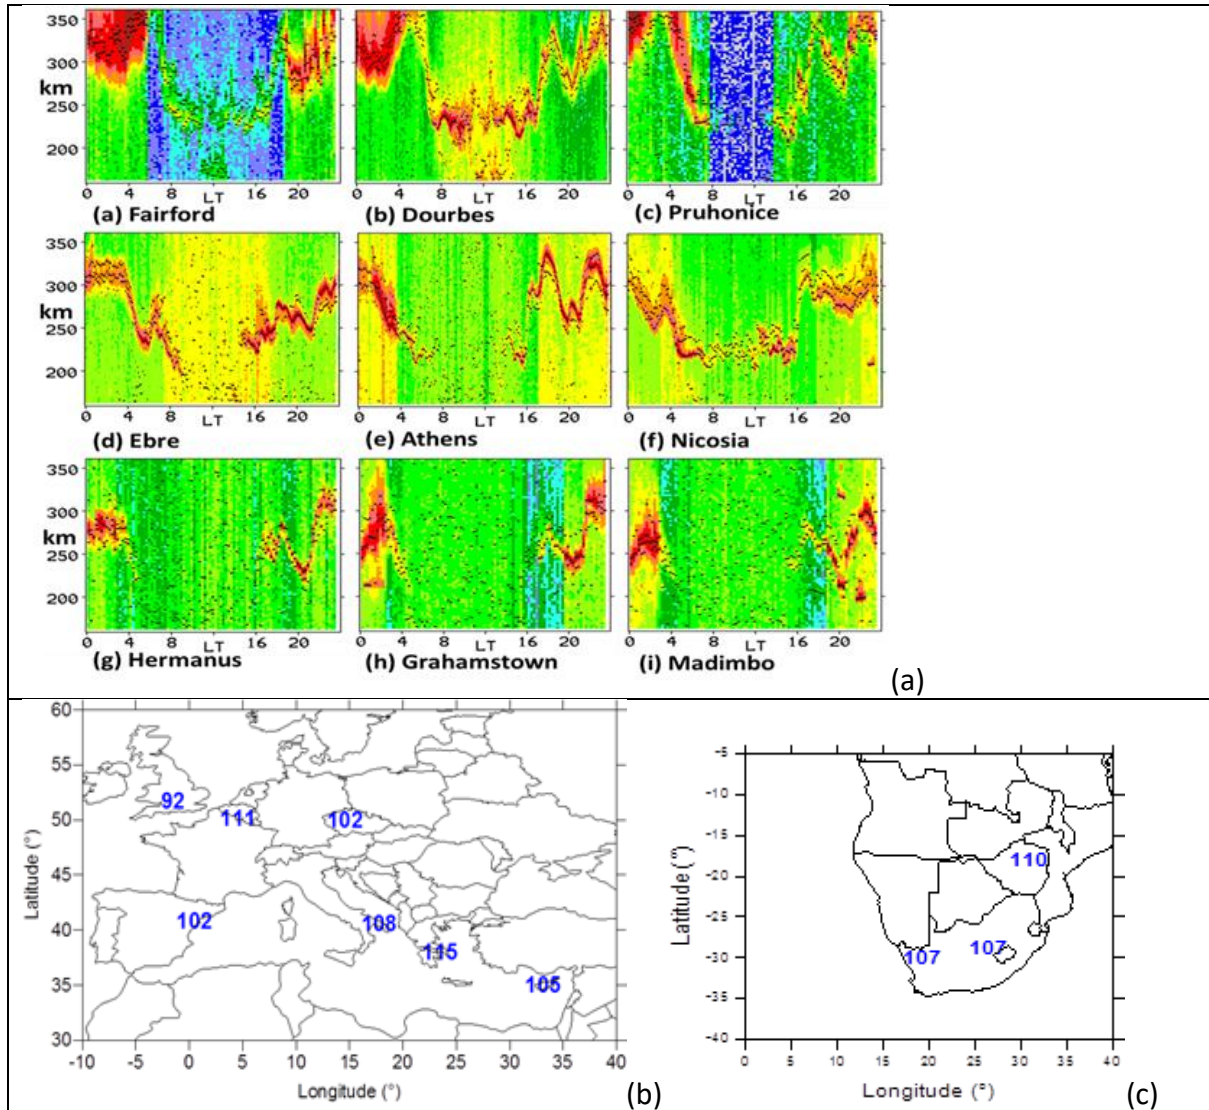 350
300
km
250
200
0 4 8 LT 16 20
0 4 8 LT 16 20
0 4 8 LT 16 20
(a) Fairford
(b) Dourbes
(c) Pruhonice
350
300
km
250
200
0 4 8 LT 16 20
0 4 8 LT 16 20
0 4 8 LT 16 20
(d) Ebre
(e) Athens
(f) Nicosia
350
300
km
250
200
0 4 8 LT 16 20
0 4 8 LT 16 20
0 4 8 LT 16 20
(g) Hermanus
(h) Grahamstown
(i) Madimbo
(a)
60
55
50
45
40
35
30
Latitude (°)
92
111
102
102
108
115
105
-10 -5 0 5 10 15 20 25 30 35 40
Longitude (°)
(b)
-5
-10
-15
-20
-25
-30
-35
-40
Latitude (°)
110
107
107
0 5 10 15 20 25 30 35 40
Longitude (°)
(c)